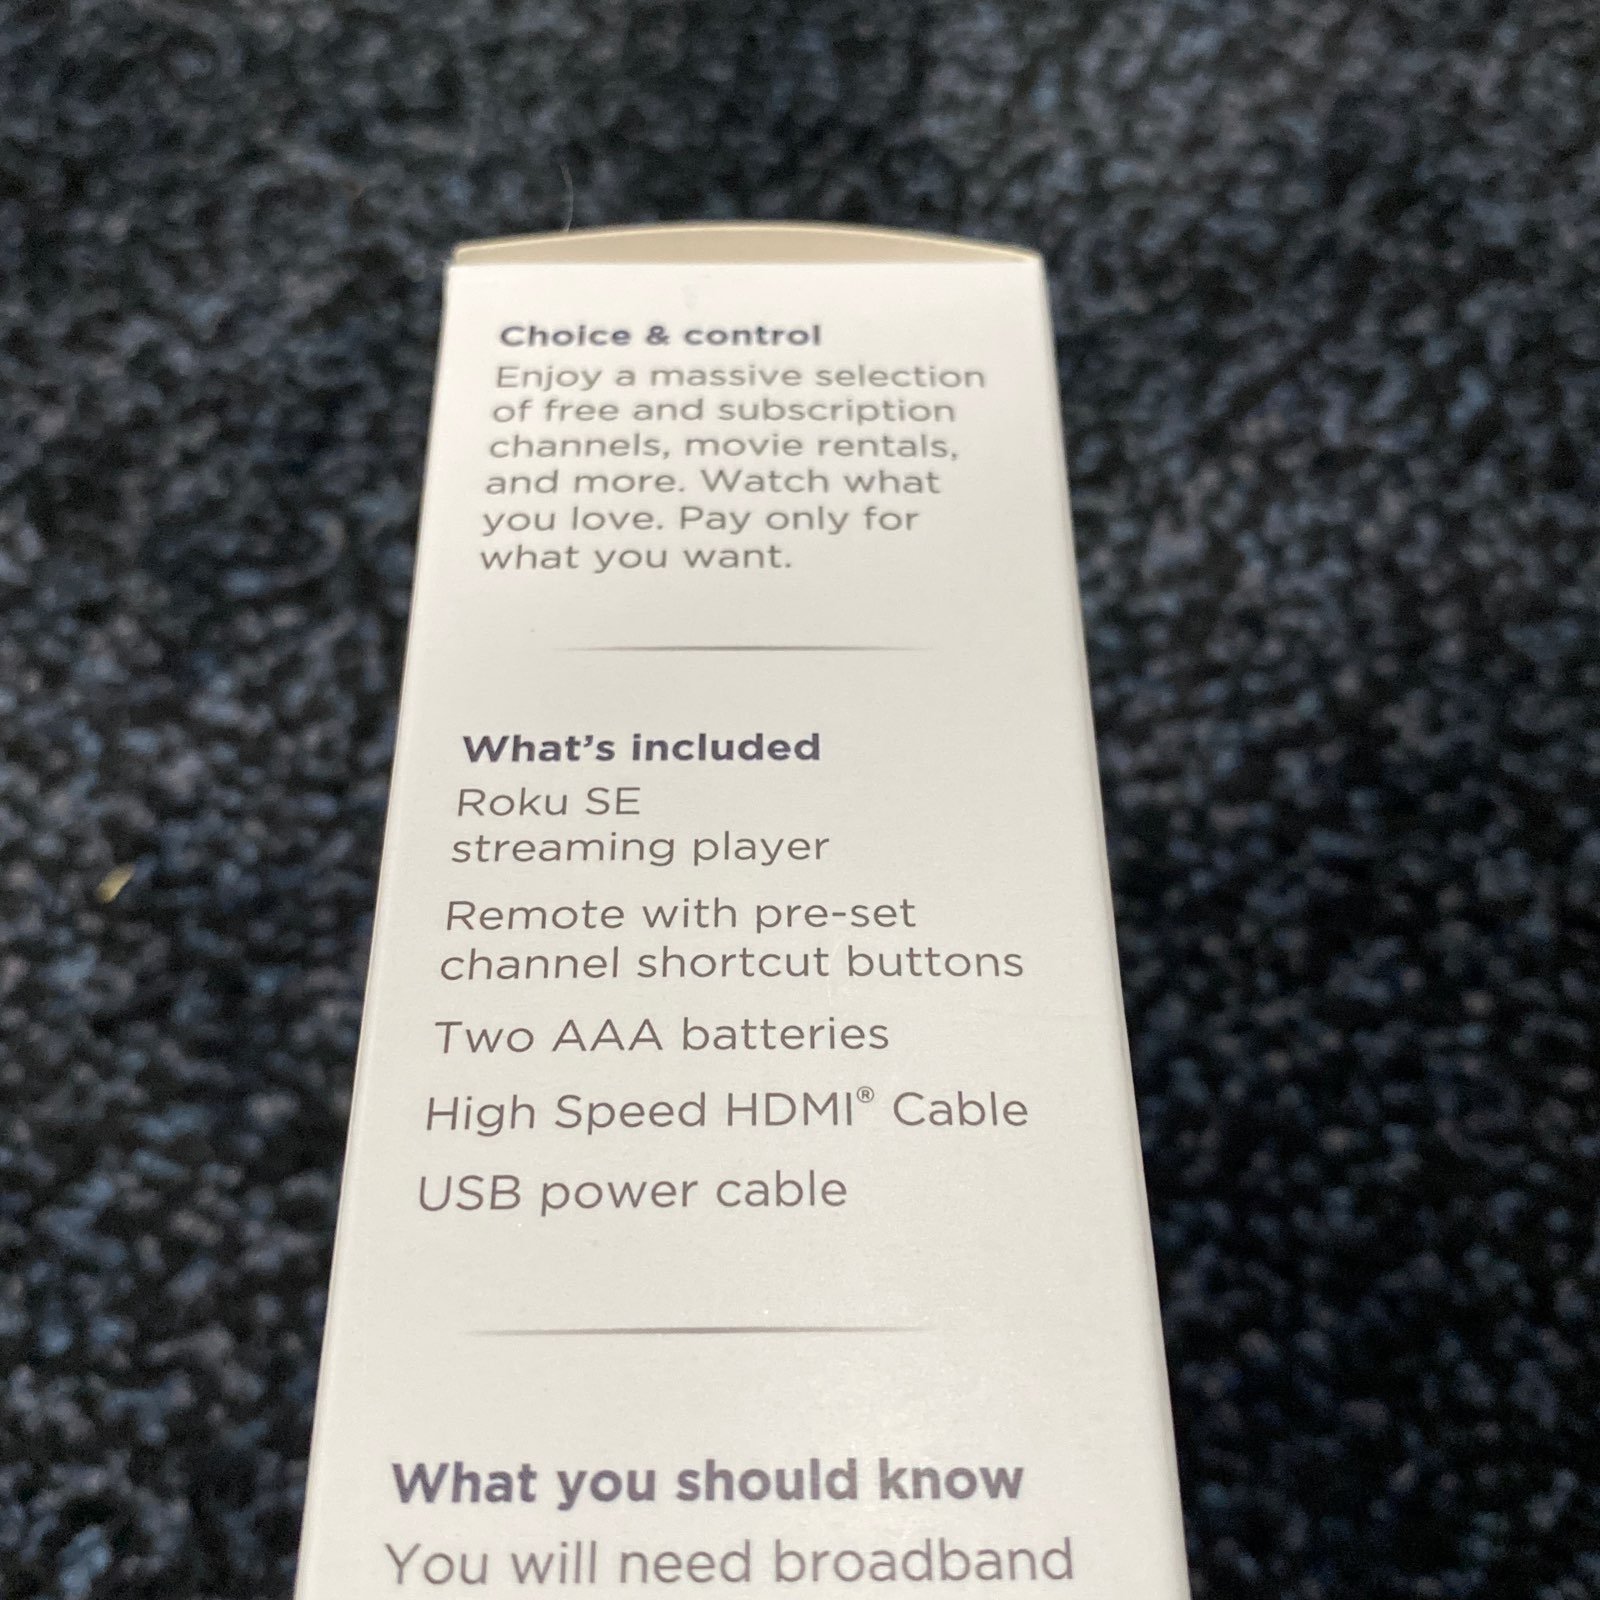 Choice & control
Enjoy a massive selection
of free and subscription
channels, movie rentals,
and more. Watch what
you love. Pay only for
what you want.
What's included
Roku SE
streaming player
Remote with pre-set
channel shortcut buttons
Two AAA batteries
High Speed HDMI® Cable
USB power cable
What you should know
You will need broadband